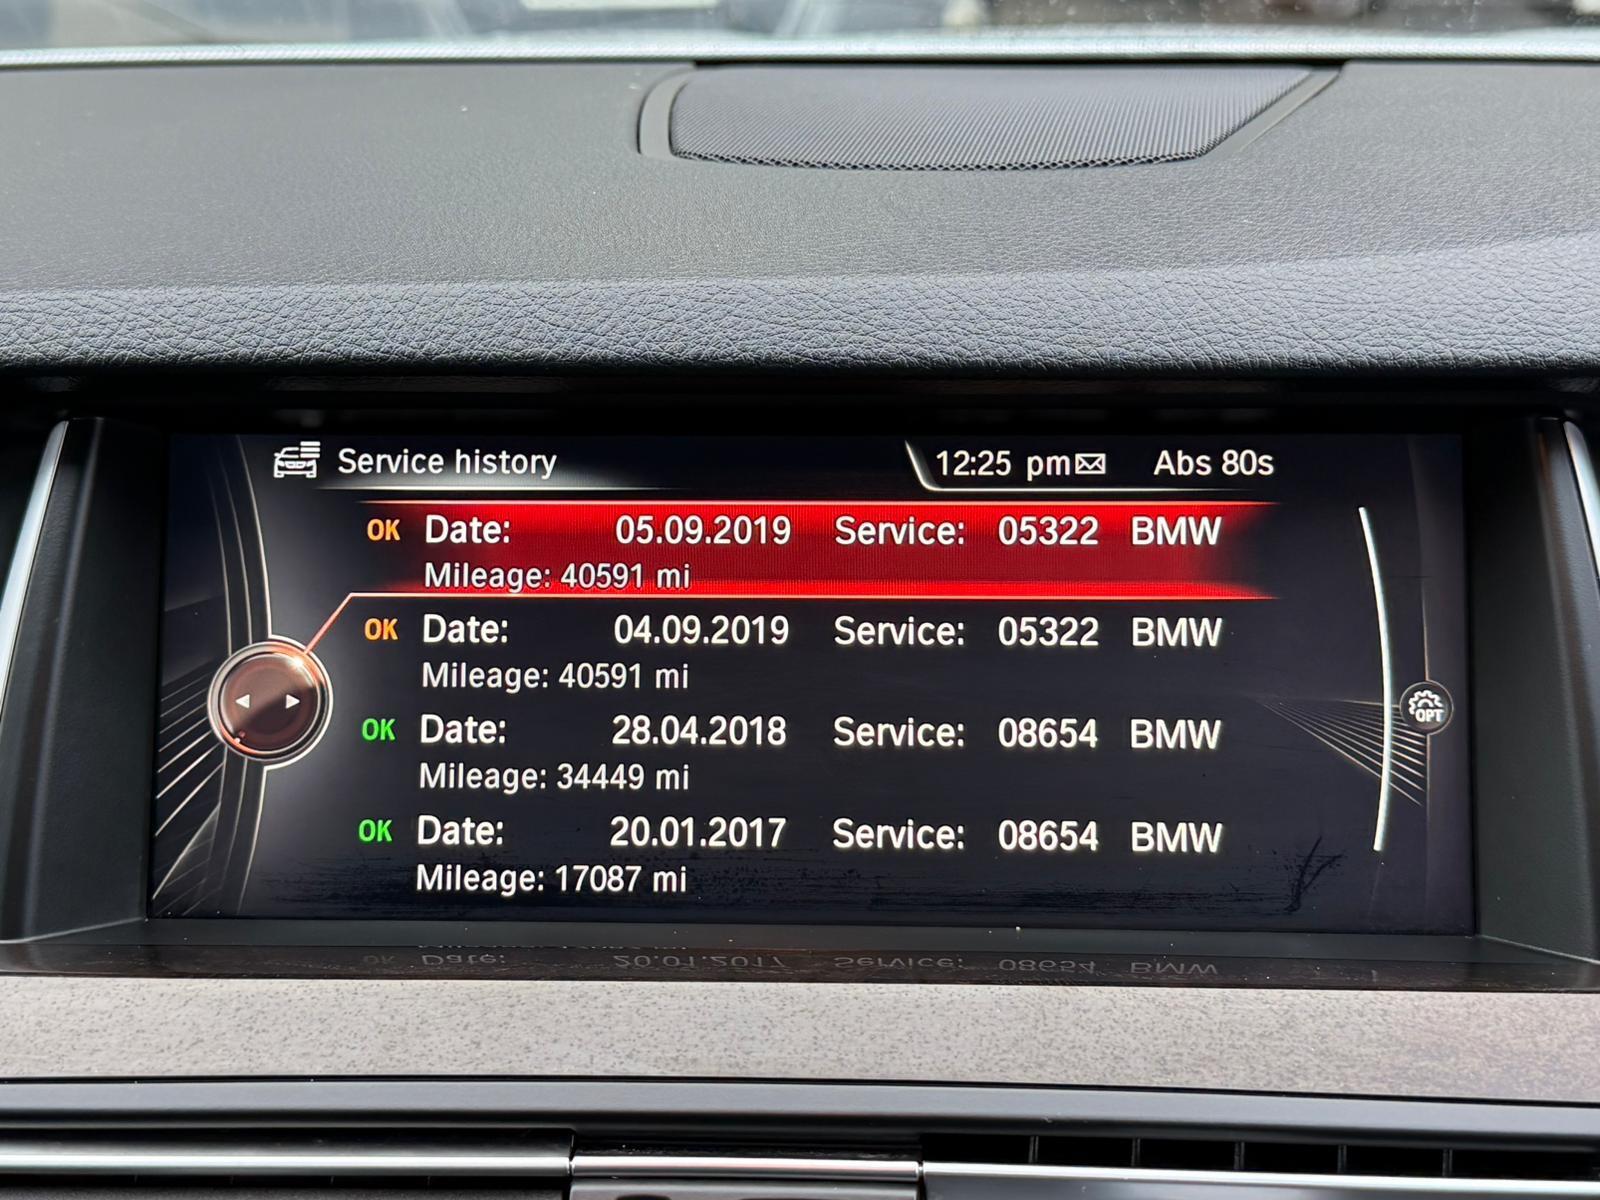 Service history 12:25 pm Abs 80s
OK Date: 05.09.2019 Service: 05322 BMW
Mileage: 40591 mi
OK Date: 04.09.2019 Service: 05322 BMW
Mileage: 40591 mi
OK Date: 28.04.2018 Service: 08654 BMW
Mileage: 34449 mi
OK Date: 20.01.2017 Service: 08654 BMW
Mileage: 17087 mi
OPT